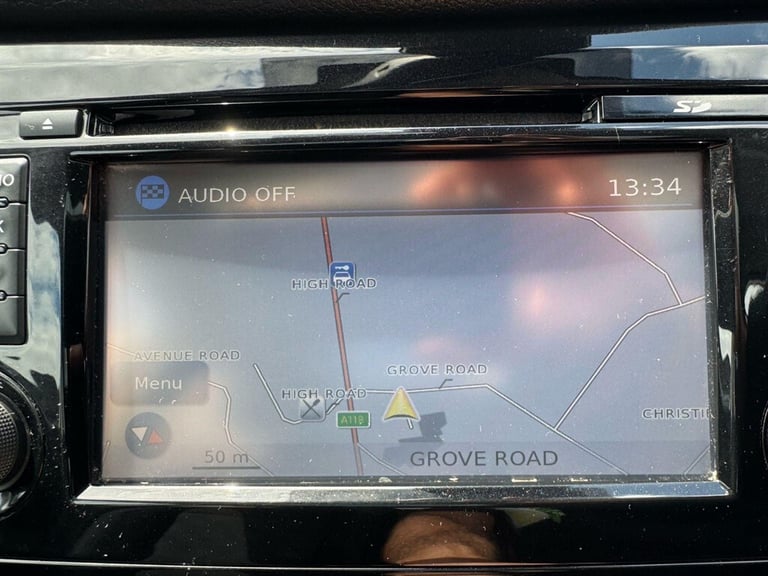 SD
IO
K
AUDIO OFF
13:34
HIGH ROAD
AVENUE ROAD
GROVE ROAD
Menu
HIGH ROAD
A118
CHRISTI
50 m
GROVE ROAD